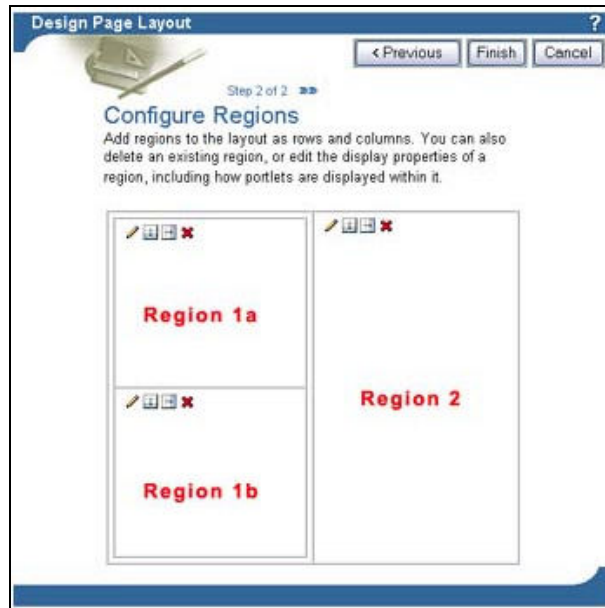 Design Page Layout ?
< Previous Finish Cancel
Step 2 of 2
Configure Regions
Add regions to the layout as rows and columns. You can also
delete an existing region, or edit the display properties of a
region, including how portlets are displayed within it.
Region 1a
Region 2
Region 1b